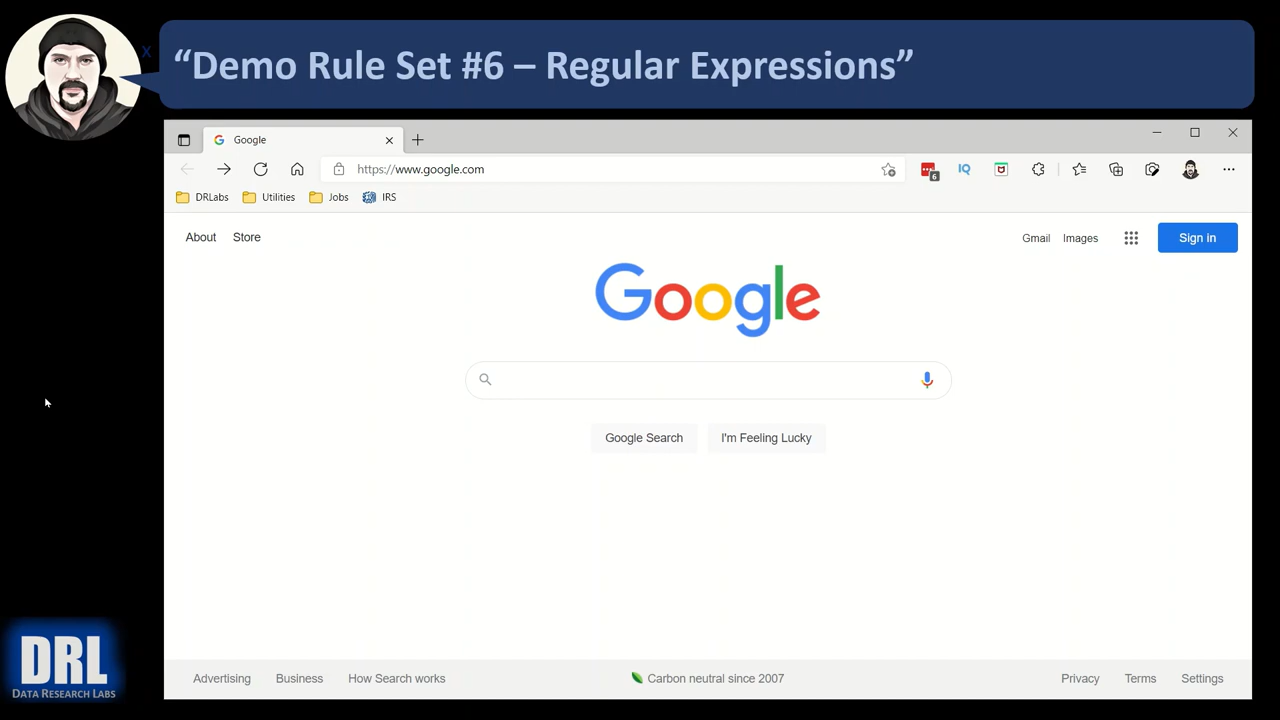 x
“Demo Rule Set #6 – Regular Expressions”
Google
https://www.google.com
6
IQ
DRLabs Utilities Jobs IRS
About Store
Gmail Images Sign in
Google
Google Search I'm Feeling Lucky
DRL
DATA RESEARCH LABS
Advertising Business How Search works Carbon neutral since 2007 Privacy Terms Settings